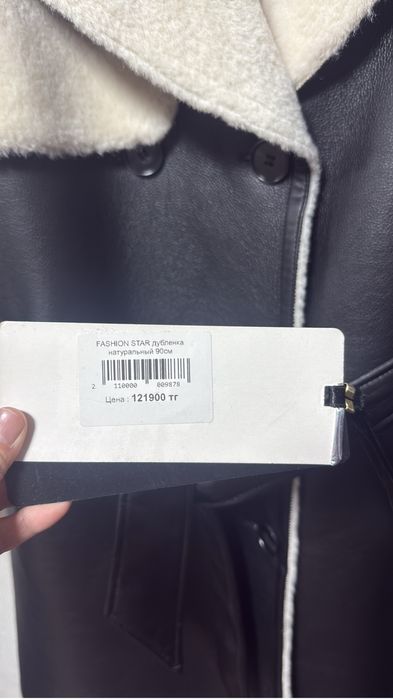 FASHION STAR дубленка
натуральный 90см
2 110000 009878
Цена : 121900 тг